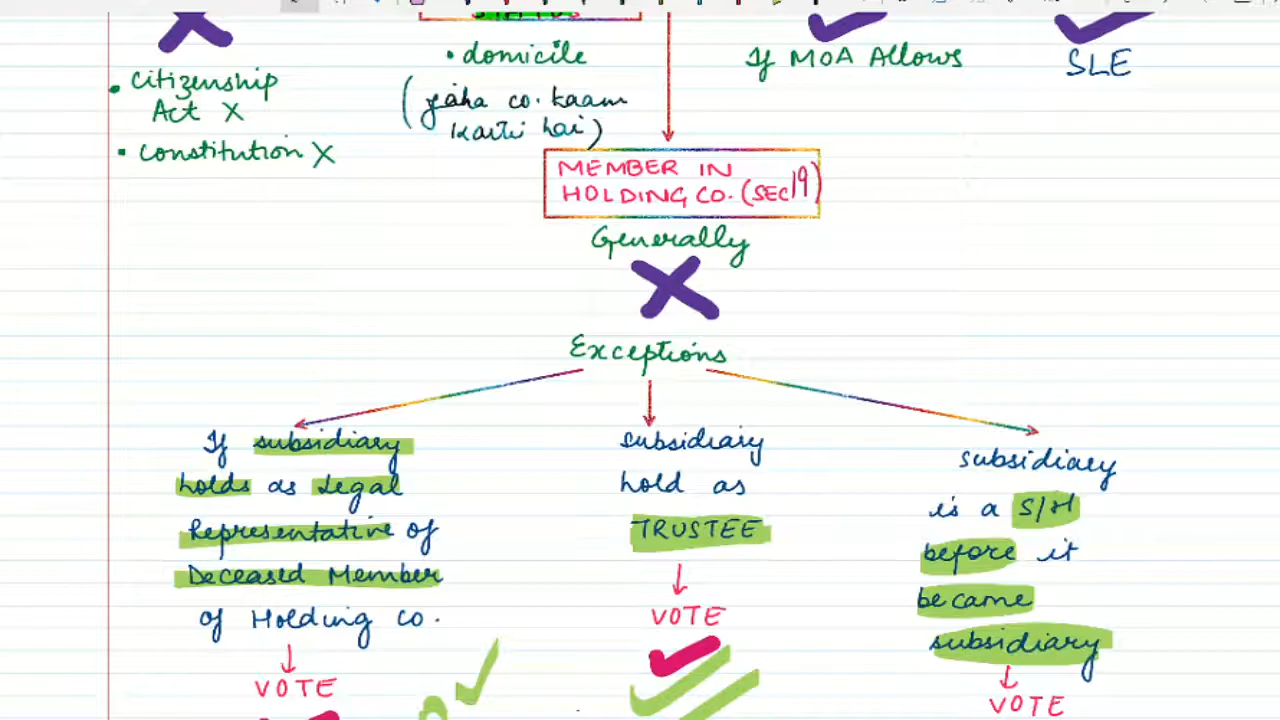 • Citizenship
Act X
• Constitution X
• domicile
(jaha co. kaam
karti hai)
If MOA Allows
SLE
MEMBER IN
HOLDING CO. (SEC 19)
Generally
Exceptions
If subsidiary
holds as Legal
Representative of
Deceased Member
of Holding co.
VOTE
subsidiary
hold as
TRUSTEE
VOTE
subsidiary
is a S/H
before it
became
subsidiary
VOTE